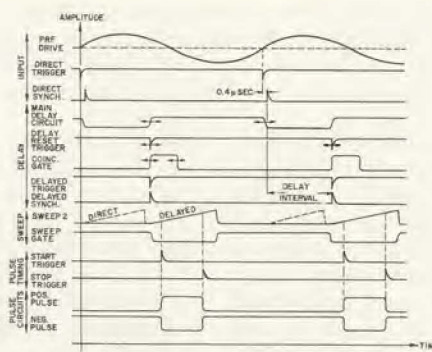 AMPLITUDE
PRF
DRIVE
DIRECT
TRIGGER
DIRECT
SYNCH.
0.4 µ SEC
MAIN
DELAY
CIRCUIT
DELAY
RESET
TRIGGER
COINC.
GATE
DELAYED
TRIGGER
DELAYED
SYNCH.
DELAY
INTERVAL
SWEEP 2
DIRECT
DELAYED
SWEEP
GATE
START
TRIGGER
STOP
TRIGGER
POS.
PULSE
NEG.
PULSE
INPUT
DELAY
SWEEP
PULSE
TIMING
PULSE
CIRCUITS